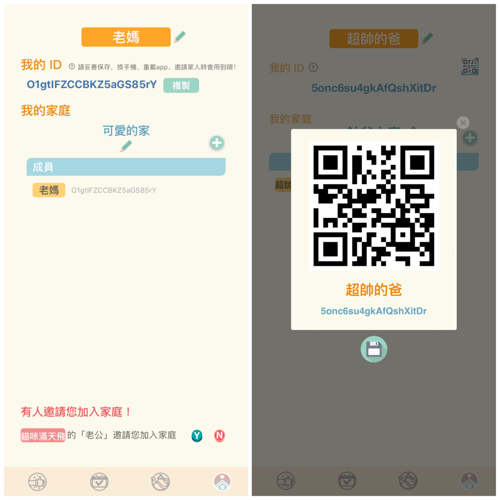 老媽
我的 ID ? 請妥善保存，換手機、重載app、邀請家人時會用到唷!
O1gtIFZCCBKZ5aGS85rY 複製
我的家庭
可愛的家
成員
老媽 O1gtIFZCCBKZ5aGS85rY
有人邀請您加入家庭！
貓咪滿天飛 的「老公」邀請您加入家庭 Y N
超帥的爸
我的 ID ?
5onc6su4gkAfQshXitDr
我的家庭
超帥
超帥的爸
5onc6su4gkAfQshXitDr